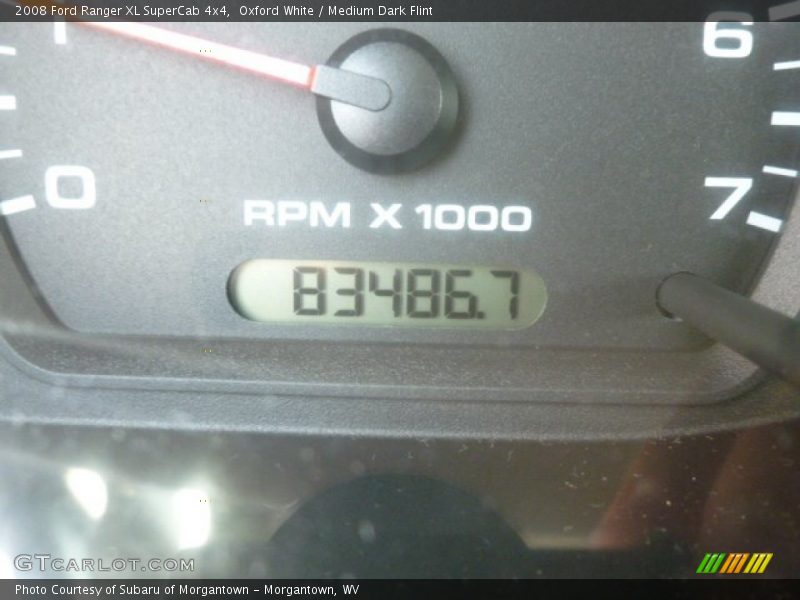 2008 Ford Ranger XL SuperCab 4x4,  Oxford White / Medium Dark Flint
1
6
0
7
RPM X 1000
83486.7
GTCARLOT.COM
Photo Courtesy of Subaru of Morgantown - Morgantown, WV